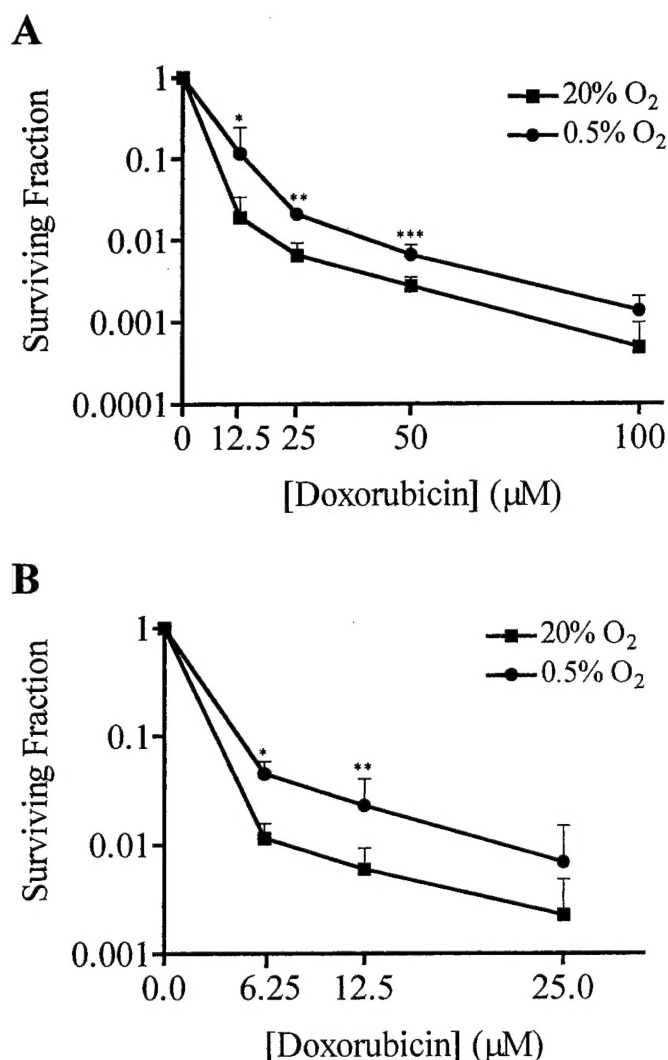 A
Surviving Fraction
1
0.1
0.01
0.001
0.0001
20% O₂
0.5% O₂
*
**
***
0 12.5 25 50 100
[Doxorubicin] (μM)
B
Surviving Fraction
1
0.1
0.01
0.001
20% O₂
0.5% O₂
*
**
0.0 6.25 12.5 25.0
[Doxorubicin] (μM)